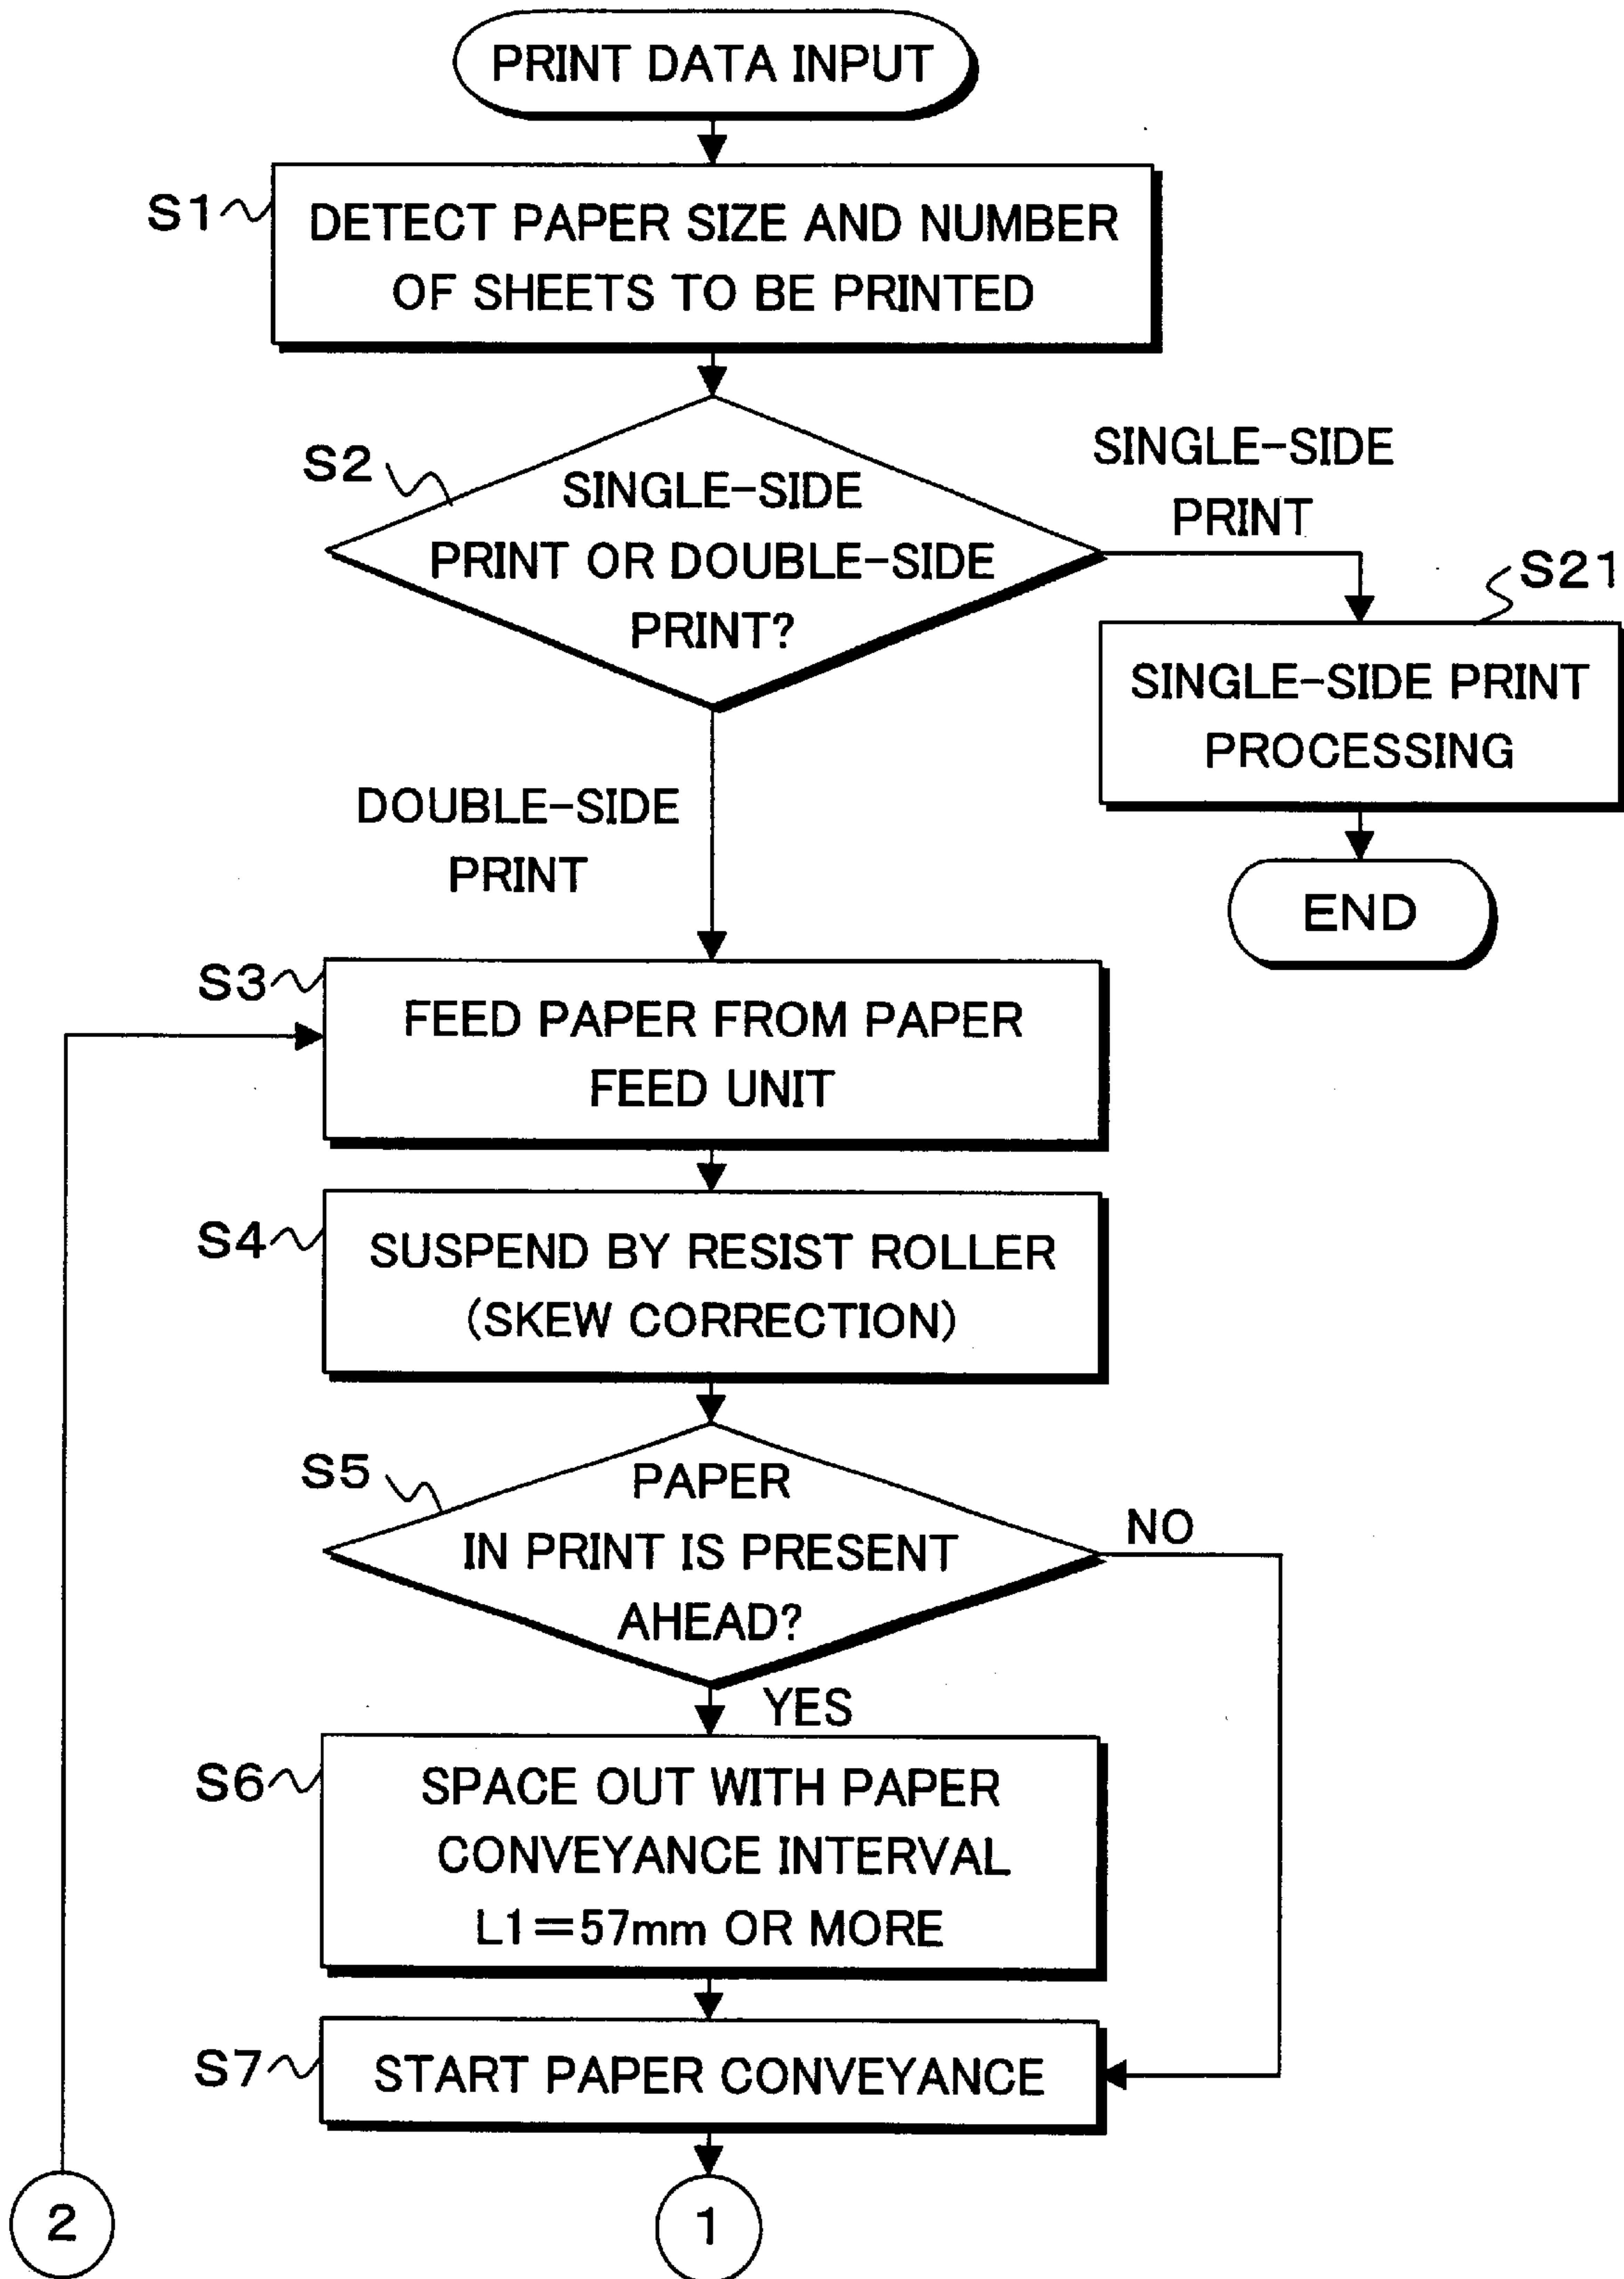 PRINT DATA INPUT
S1
DETECT PAPER SIZE AND NUMBER
OF SHEETS TO BE PRINTED
S2
SINGLE-SIDE
PRINT OR DOUBLE-SIDE
PRINT?
SINGLE-SIDE
PRINT
S21
SINGLE-SIDE PRINT
PROCESSING
END
DOUBLE-SIDE
PRINT
S3
FEED PAPER FROM PAPER
FEED UNIT
S4
SUSPEND BY RESIST ROLLER
(SKEW CORRECTION)
S5
PAPER
IN PRINT IS PRESENT
AHEAD?
NO
YES
S6
SPACE OUT WITH PAPER
CONVEYANCE INTERVAL
L1=57mm OR MORE
S7
START PAPER CONVEYANCE
2
1